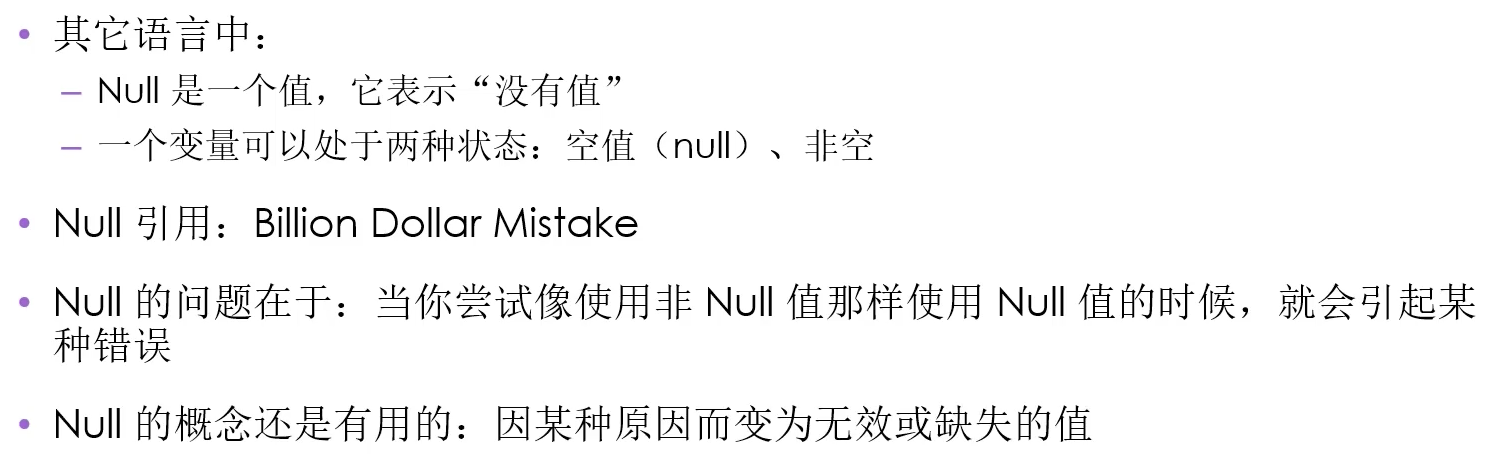 • 其它语言中：
– Null 是一个值，它表示“没有值”
– 一个变量可以处于两种状态：空值（null）、非空
• Null 引用：Billion Dollar Mistake
• Null 的问题在于：当你尝试像使用非 Null 值那样使用 Null 值的时候，就会引起某
种错误
• Null 的概念还是有用的：因某种原因而变为无效或缺失的值